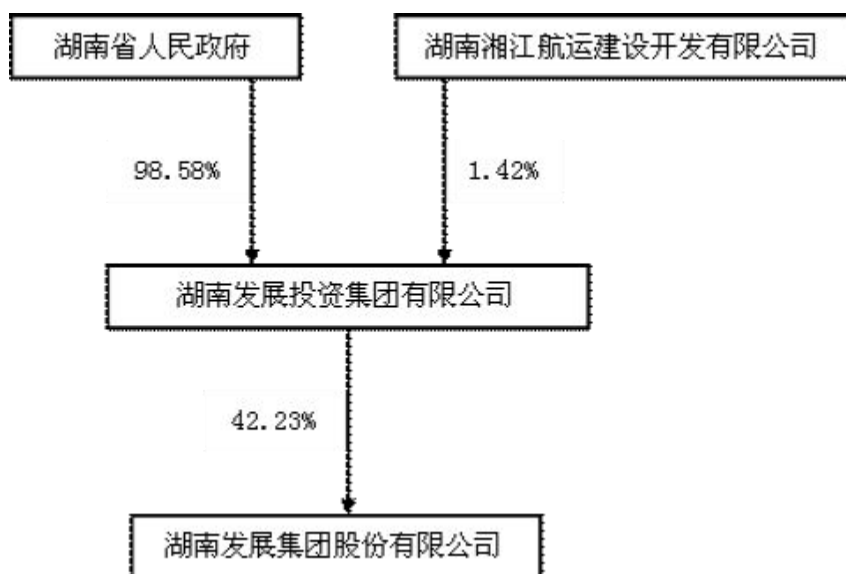 湖南省人民政府
湖南湘江航运建设开发有限公司
98.58%
1.42%
湖南发展投资集团有限公司
42.23%
湖南发展集团股份有限公司